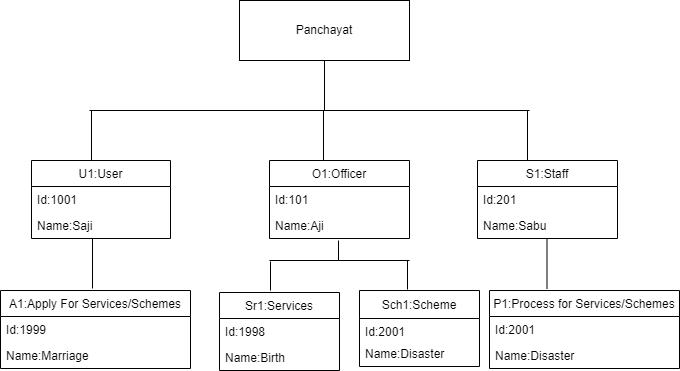 Panchayat
U1:User
Id:1001
Name:Saji
O1:Officer
Id:101
Name:Aji
S1:Staff
Id:201
Name:Sabu
A1:Apply For Services/Schemes
Id:1999
Name:Marriage
Sr1:Services
Id:1998
Name:Birth
Sch1:Scheme
Id:2001
Name:Disaster
P1:Process for Services/Schemes
Id:2001
Name:Disaster